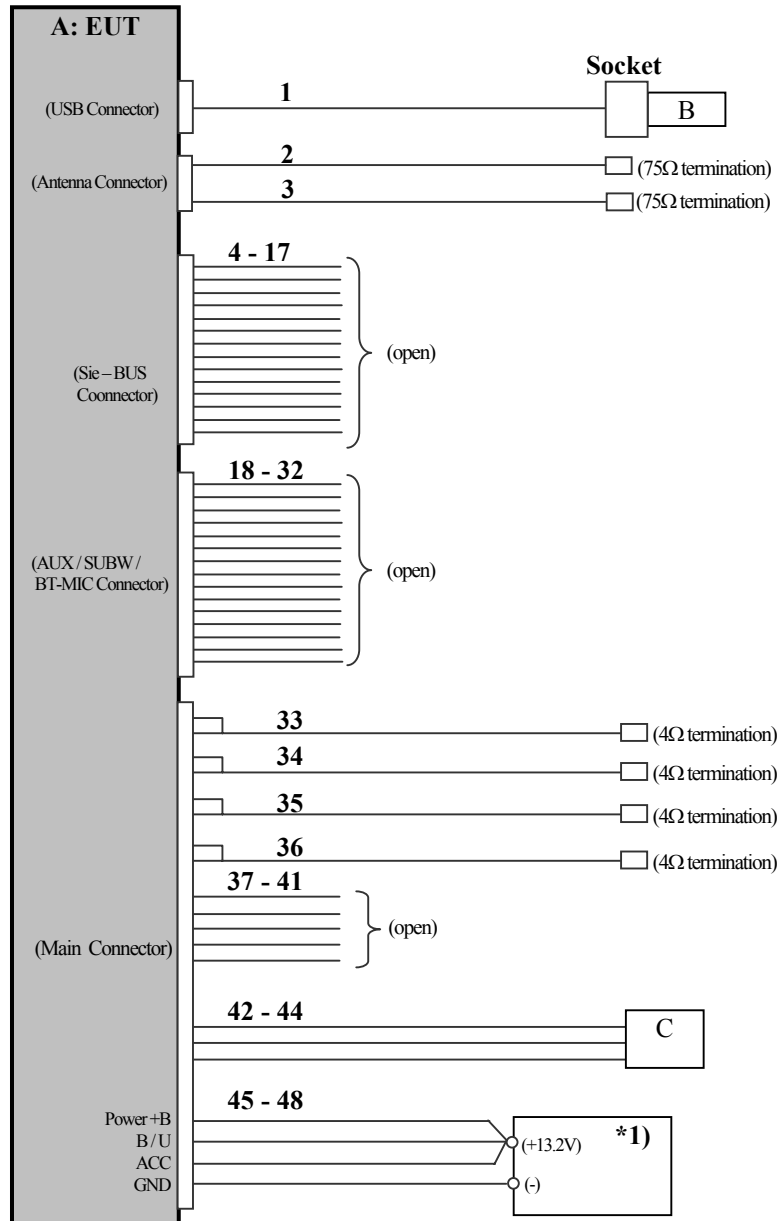 A: EUT
Socket
1
(USB Connector)
B
2
(75Ω termination)
(Antenna Connector)
3
(75Ω termination)
4 - 17
(open)
(Sie – BUS
Coonnector)
18 - 32
(AUX / SUBW /
BT-MIC Connector)
(open)
33
(4Ω termination)
34
(4Ω termination)
35
(4Ω termination)
36
(4Ω termination)
37 - 41
(open)
(Main Connector)
42 - 44
C
45 - 48
Power +B
*1)
B / U
(+13.2V)
ACC
GND
(-)